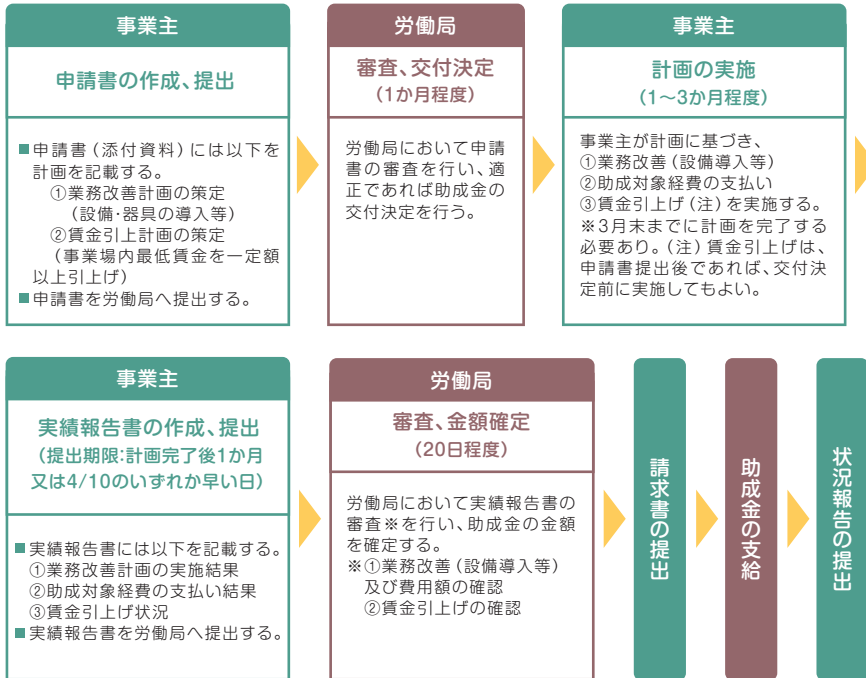 事業主
申請書の作成、提出
■申請書（添付資料）には以下を
計画を記載する。
①業務改善計画の策定
（設備・器具の導入等）
②賃金引上計画の策定
（事業場内最低賃金を一定額
以上引上げ）
■申請書を労働局へ提出する。
労働局
審査、交付決定
（1か月程度）
労働局において申請
書の審査を行い、適
正であれば助成金の
交付決定を行う。
事業主
計画の実施
（1〜3か月程度）
事業主が計画に基づき、
①業務改善（設備導入等）
②助成対象経費の支払い
③賃金引上げ（注）を実施する。
※3月末までに計画を完了する
必要あり。（注）賃金引上げは、
申請書提出後であれば、交付決
定前に実施してもよい。
事業主
実績報告書の作成、提出
（提出期限:計画完了後1か月
又は4/10のいずれか早い日）
■実績報告書には以下を記載する。
①業務改善計画の実施結果
②助成対象経費の支払い結果
③賃金引上げ状況
■実績報告書を労働局へ提出する。
労働局
審査、金額確定
（20日程度）
労働局において実績報告書の
審査※を行い、助成金の金額
を確定する。
※①業務改善（設備導入等）
及び費用額の確認
②賃金引上げの確認
請求書の提出
助成金の支給
状況報告の提出